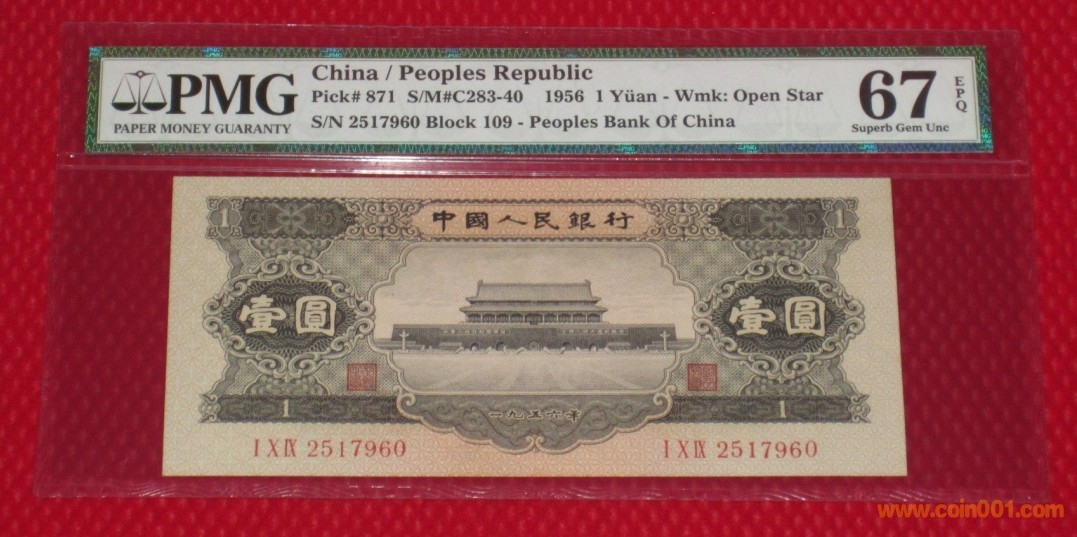 PMG
PAPER MONEY GUARANTY
China / Peoples Republic
Pick# 871 S/M#C283-40 1956 1 Yüan - Wmk: Open Star
S/N 2517960 Block 109 - Peoples Bank Of China
67 EPQ
Superb Gem Unc
1 中國人民銀行 1
壹圓 壹圓
1 一九五六年 1
I X IX 2517960 I X IX 2517960
www.coin001.com